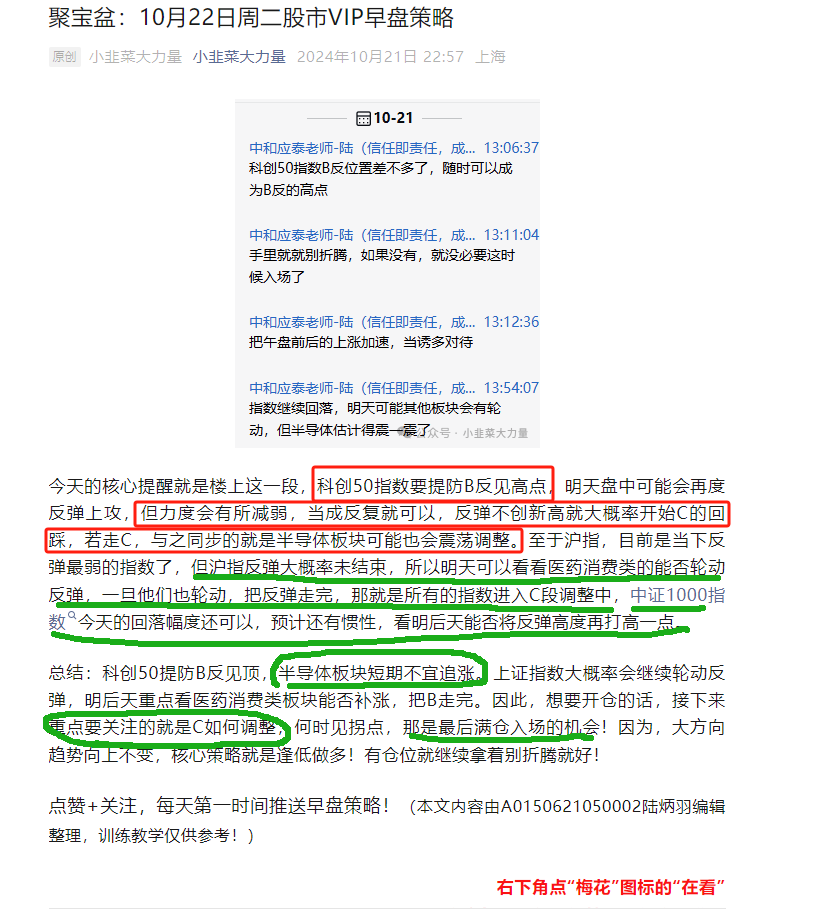 聚宝盆：10月22日周二股市VIP早盘策略
原创 小韭菜大力量 小韭菜大力量 2024年10月21日 22:57 上海
10-21
中和应泰老师-陆（信任即责任，成... 13:06:37
科创50指数B反位置差不多了，随时可以成
为B反的高点
中和应泰老师-陆（信任即责任，成... 13:11:04
手里就就别折腾，如果没有，就没必要这时
候入场了
中和应泰老师-陆（信任即责任，成... 13:12:36
把午盘前后的上涨加速，当诱多对待
中和应泰老师-陆（信任即责任，成... 13:54:07
指数继续回落，明天可能其他板块会有轮
动，但半导体估计得震一震了
公众号 · 小韭菜大力量
今天的核心提醒就是楼上这一段，科创50指数要提防B反见高点，明天盘中可能会再度
反弹上攻，但力度会有所减弱，当成反复就可以，反弹不创新高就大概率开始C的回
踩，若走C，与之同步的就是半导体板块可能也会震荡调整。至于沪指，目前是当下反
弹最弱的指数了，但沪指反弹大概率未结束，所以明天可以看看医药消费类的能否轮动
反弹，一旦他们也轮动，把反弹走完，那就是所有的指数进入C段调整中，中证1000指
数 今天的回落幅度还可以，预计还有惯性，看明后天能否将反弹高度再打高一点。
总结：科创50提防B反见顶，半导体板块短期不宜追涨。上证指数大概率会继续轮动反
弹，明后天重点看医药消费类板块能否补涨，把B走完。因此，想要开仓的话，接下来
重点要关注的就是C如何调整，何时见拐点，那是最后满仓入场的机会！因为，大方向
趋势向上不变，核心策略就是逢低做多！有仓位就继续拿着别折腾就好！
点赞+关注，每天第一时间推送早盘策略！（本文内容由A0150621050002陆炳羽编辑
整理，训练教学仅供参考！）
右下角点“梅花”图标的“在看”